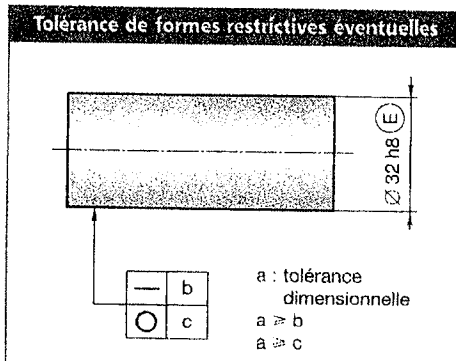 Tolérance de formes restrictives éventuelles
Ø 32 h8 Ⓔ
— b
○ c
a : tolérance
dimensionnelle
a ⩾ b
a ⩾ c